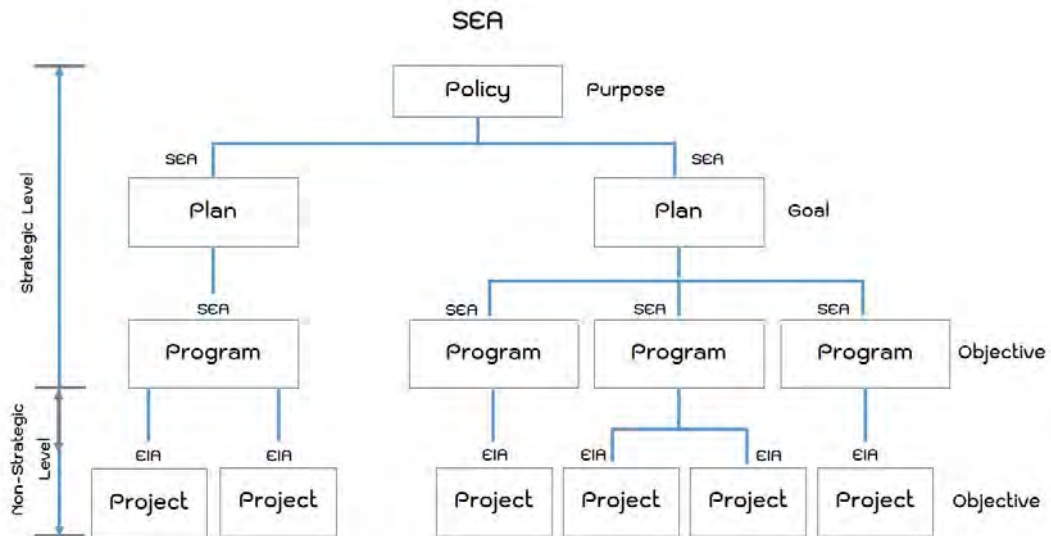 SEA
Policy
Purpose
SEA
SEA
Plan
Plan
Goal
SEA
SEA
SEA
SEA
Program
Program
Program
Program
Objective
EIA
EIA
EIA
EIA
EIA
EIA
Project
Project
Project
Project
Project
Project
Objective
Strategic Level
Non-Strategic
Level